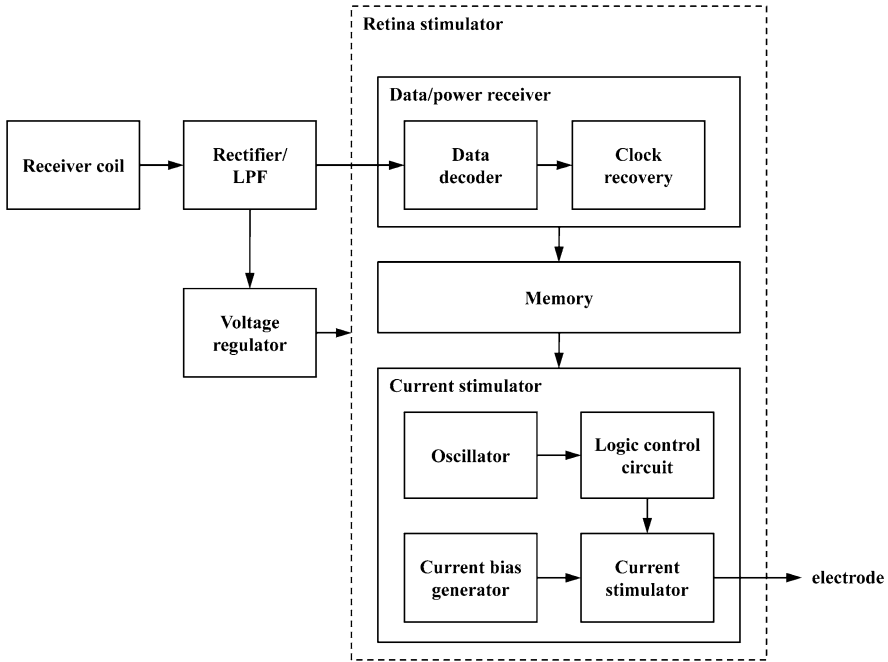 Retina stimulator
Data/power receiver
Receiver coil
Rectifier/
LPF
Data
decoder
Clock
recovery
Voltage
regulator
Memory
Current stimulator
Oscillator
Logic control
circuit
Current bias
generator
Current
stimulator
electrode